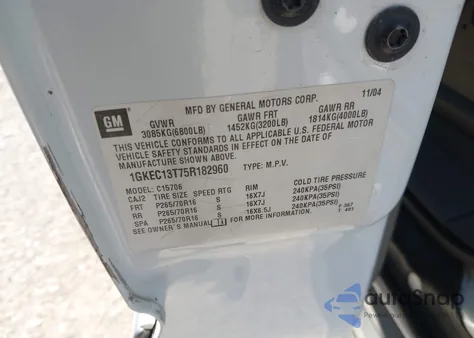 MFD BY GENERAL MOTORS CORP. 11/04
GM
GVWR GAWR FRT GAWR RR
3085KG(6800LB) 1452KG(3200LB) 1814KG(4000LB)
THIS VEHICLE CONFORMS TO ALL APPLICABLE U.S. FEDERAL MOTOR
VEHICLE SAFETY STANDARDS IN EFFECT ON THE DATE OF
MANUFACTURE SHOWN ABOVE.
1GKEC13T75R182960 TYPE: M.P.V.
MODEL: C15706
CAJ2 TIRE SIZE SPEED RTG RIM COLD TIRE PRESSURE
FRT P265/70R16 S 16X7J 240KPA(35PSI)
RR P265/70R16 S 16X7J 240KPA(35PSI)
SPA P265/70R16 S 16X6.5J 240KPA(35PSI)
SEE OWNER'S MANUAL
autoSnap